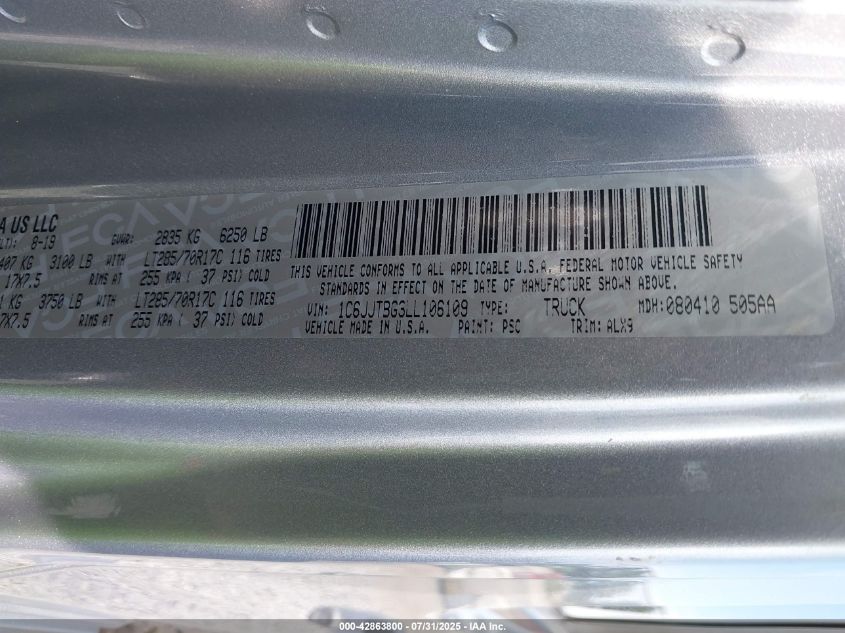 A US LLC
LT): 8-19 GVWR: 2835 KG 6250 LB
407 KG 3100 LB WITH LT285/70R17C 116 TIRES
17X7.5 RIMS AT 255 KPA ( 37 PSI) COLD
KG 3750 LB WITH LT285/70R17C 116 TIRES
7X7.5 RIMS AT 255 KPA ( 37 PSI) COLD
THIS VEHICLE CONFORMS TO ALL APPLICABLE U.S.A. FEDERAL MOTOR VEHICLE SAFETY
STANDARDS IN EFFECT ON THE DATE OF MANUFACTURE SHOWN ABOVE.
VIN: 1C6JJTBG3LL106109 TYPE: TRUCK MDH:080410 505AA
VEHICLE MADE IN U.S.A. PAINT: PSC TRIM: ALX9
000-42863800 - 07/31/2025 - IAA Inc.